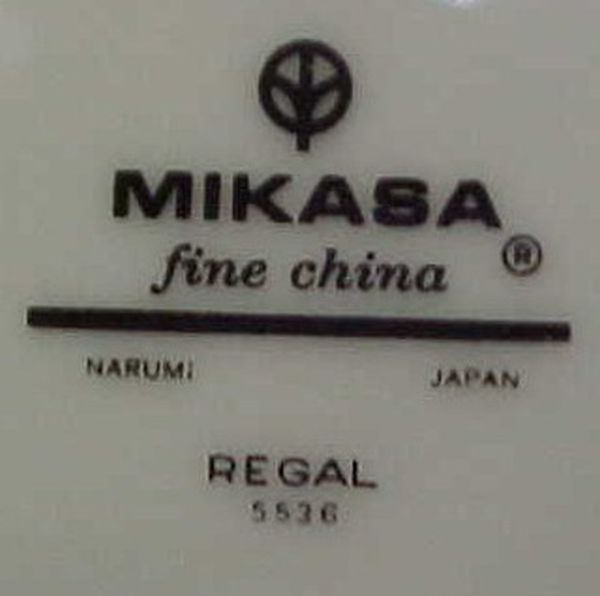 MIKASA
fine china ®
NARUMI JAPAN
REGAL
5536